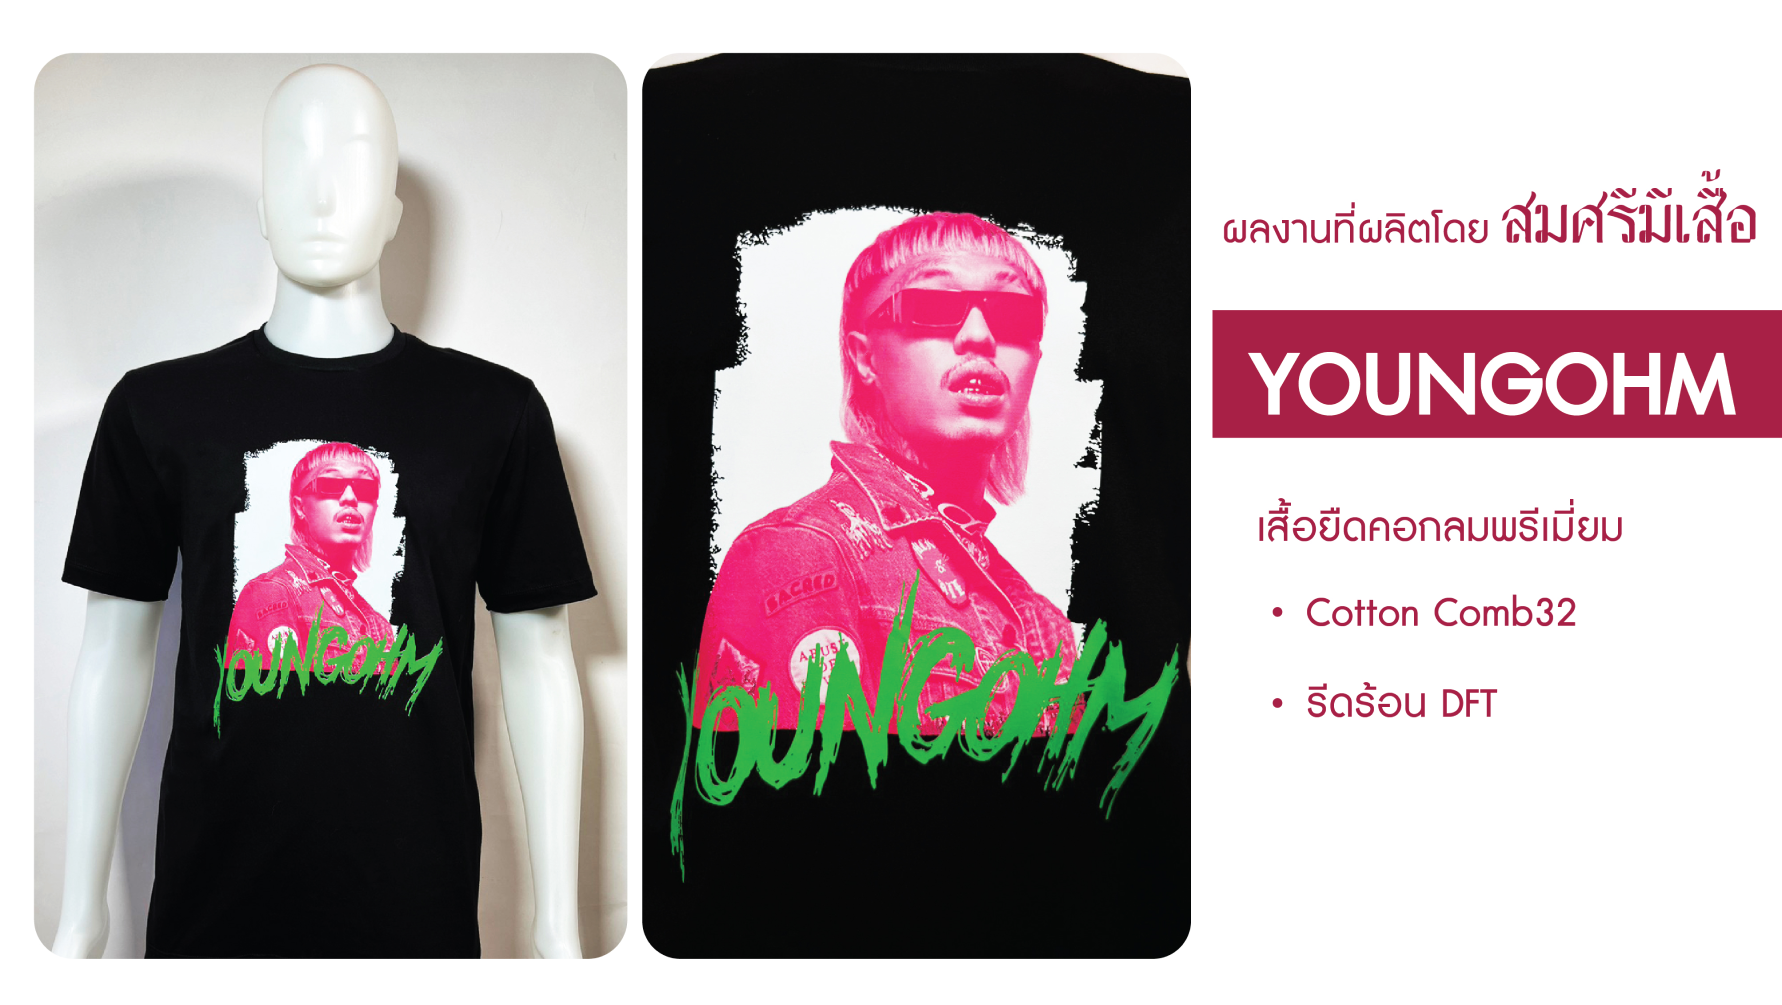 YOUNGOHM
SACRED
YOUNGOHM
ผลงานที่ผลิตโดย สมศรีมีเสื้อ
YOUNGOHM
เสื้อยืดคอกลมพรีเมี่ยม
• Cotton Comb32
• รีดร้อน DFT